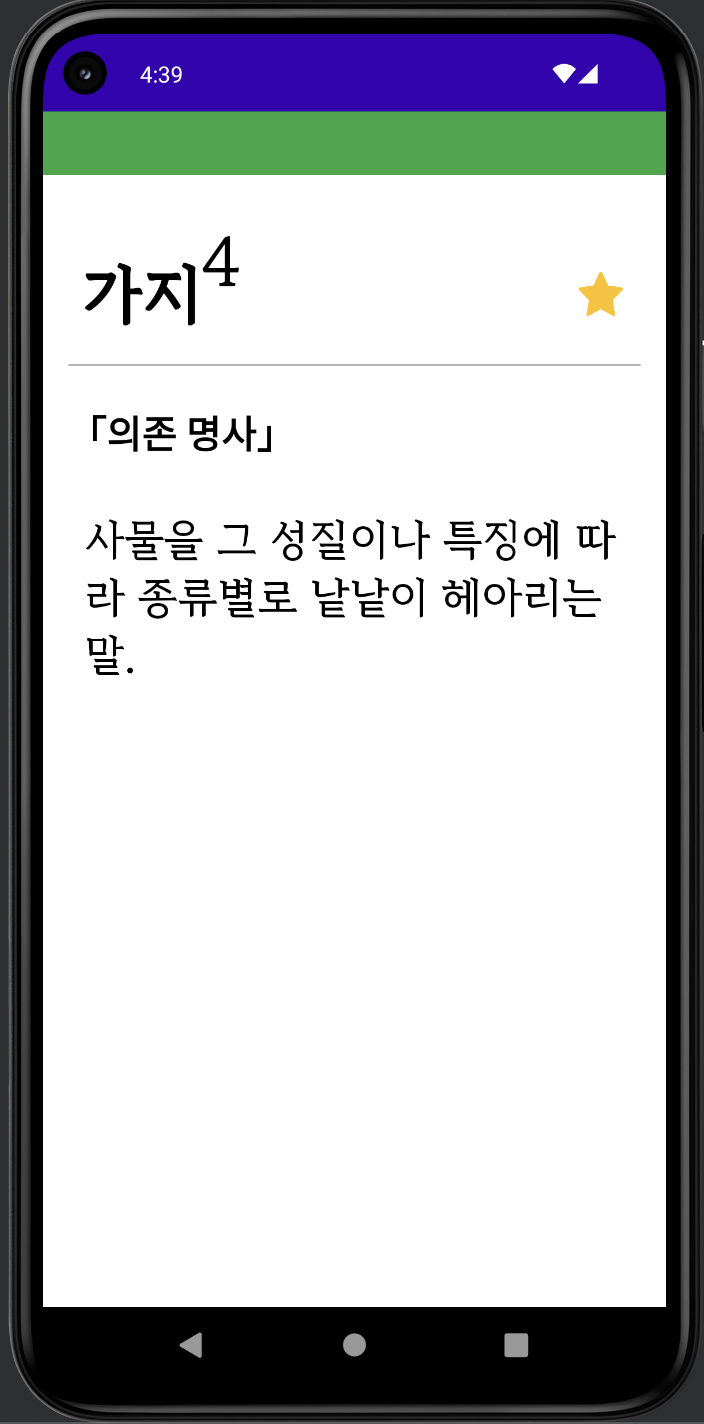 4:39
가지4
「의존 명사」
사물을 그 성질이나 특징에 따
라 종류별로 낱낱이 헤아리는
말.